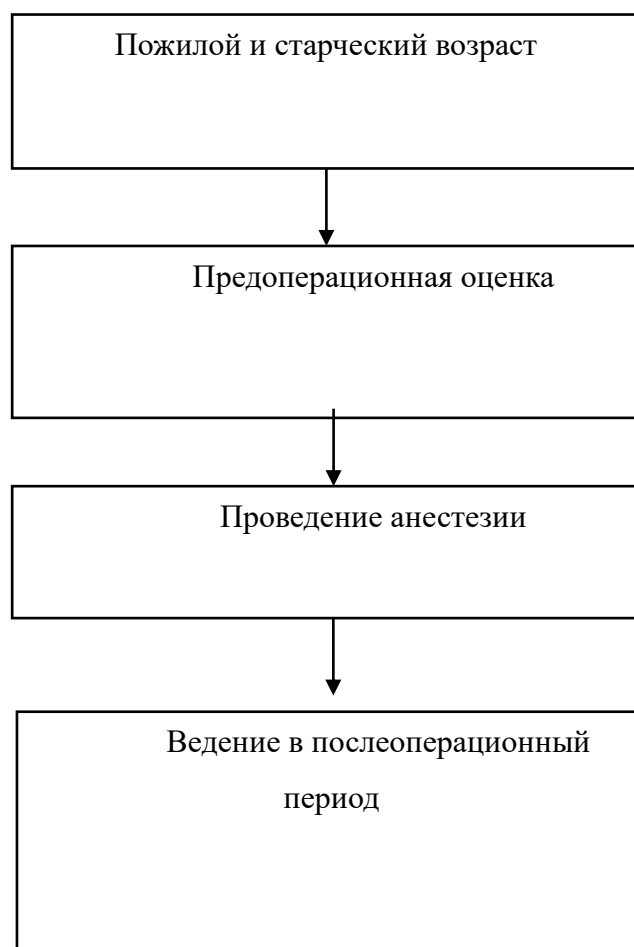 Пожилой и старческий возраст
Предоперационная оценка
Проведение анестезии
Ведение в послеоперационный
период